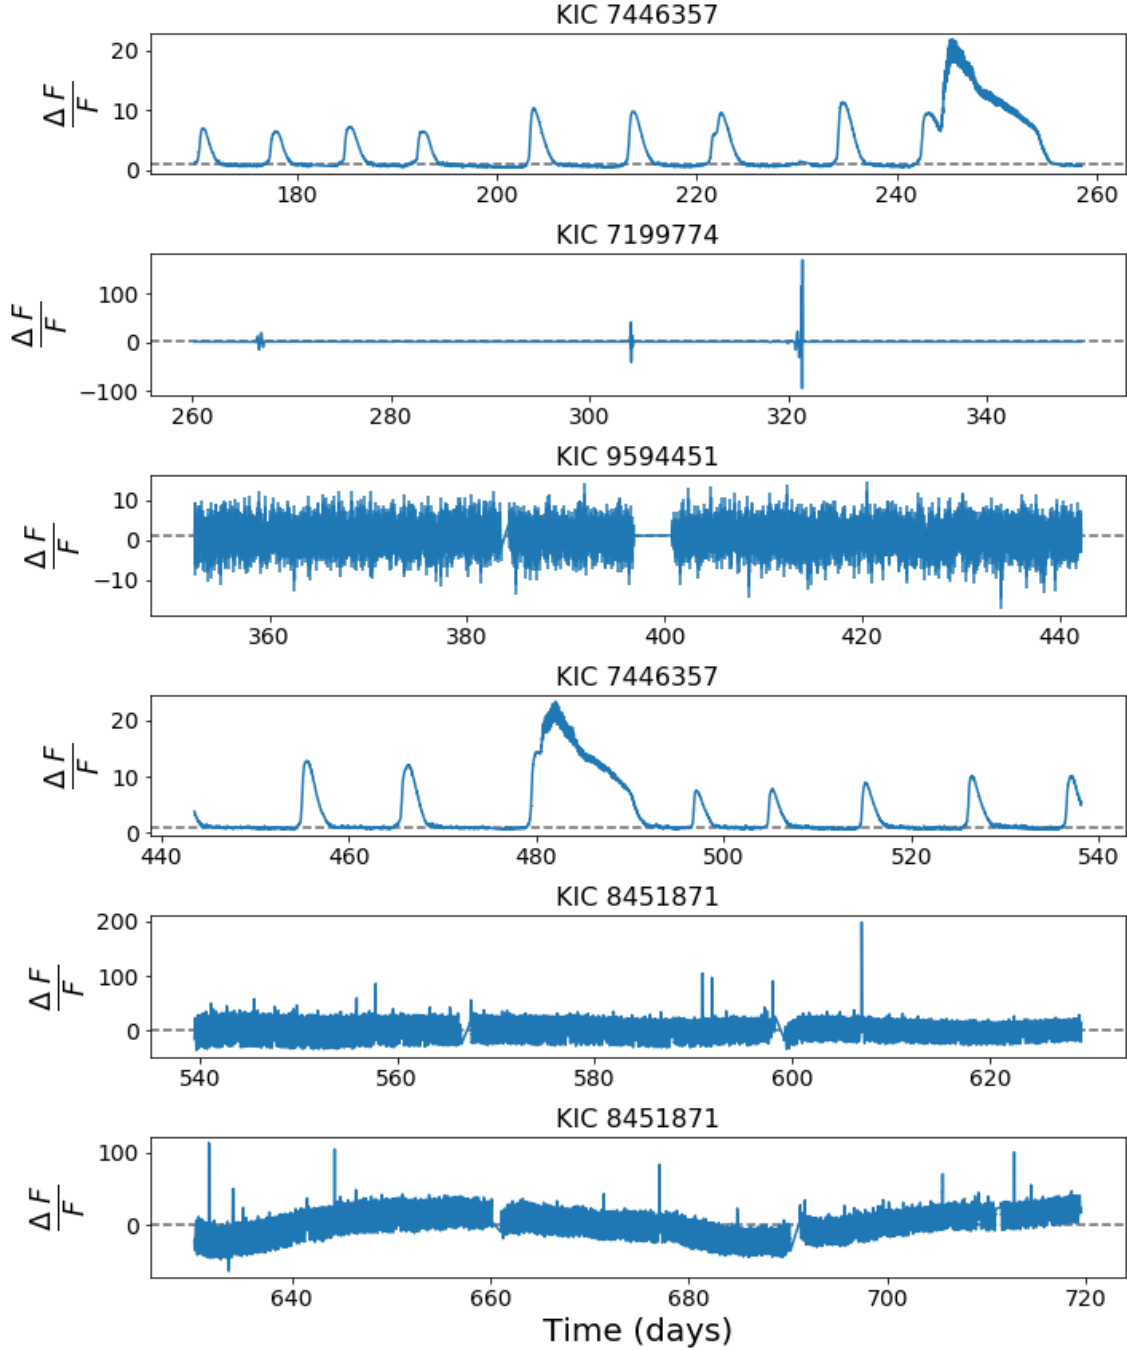 KIC 7446357
ΔF/F
20
10
0
180 200 220 240 260
KIC 7199774
ΔF/F
100
0
−100
260 280 300 320 340
KIC 9594451
ΔF/F
10
0
−10
360 380 400 420 440
KIC 7446357
ΔF/F
20
10
0
440 460 480 500 520 540
KIC 8451871
ΔF/F
200
100
0
540 560 580 600 620
KIC 8451871
ΔF/F
100
0
640 660 680 700 720
Time (days)